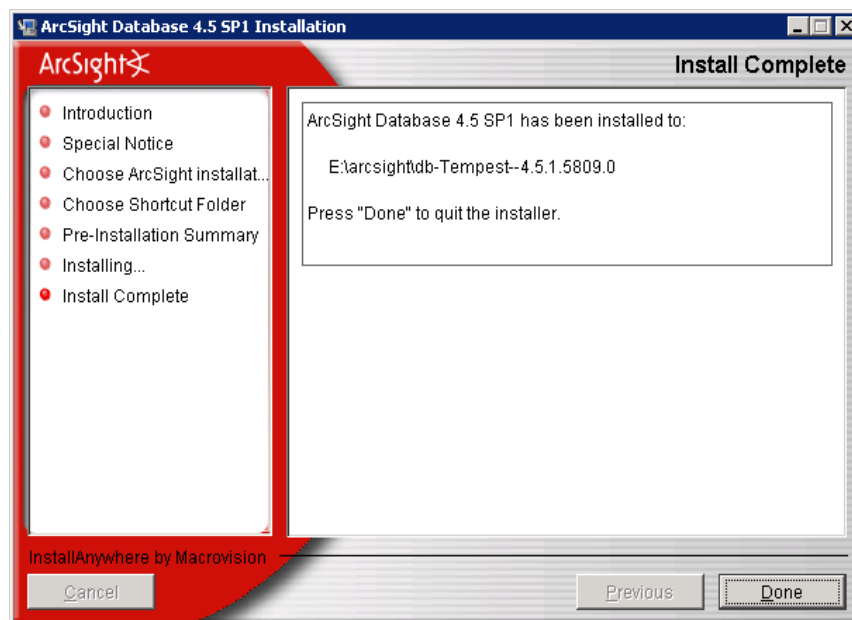 ArcSight Database 4.5 SP1 Installation
ArcSight
Install Complete
Introduction
Special Notice
Choose ArcSight installat...
Choose Shortcut Folder
Pre-Installation Summary
Installing...
Install Complete
ArcSight Database 4.5 SP1 has been installed to:
E:\arcsight\db-Tempest--4.5.1.5809.0
Press "Done" to quit the installer.
InstallAnywhere by Macrovision
Cancel
Previous
Done